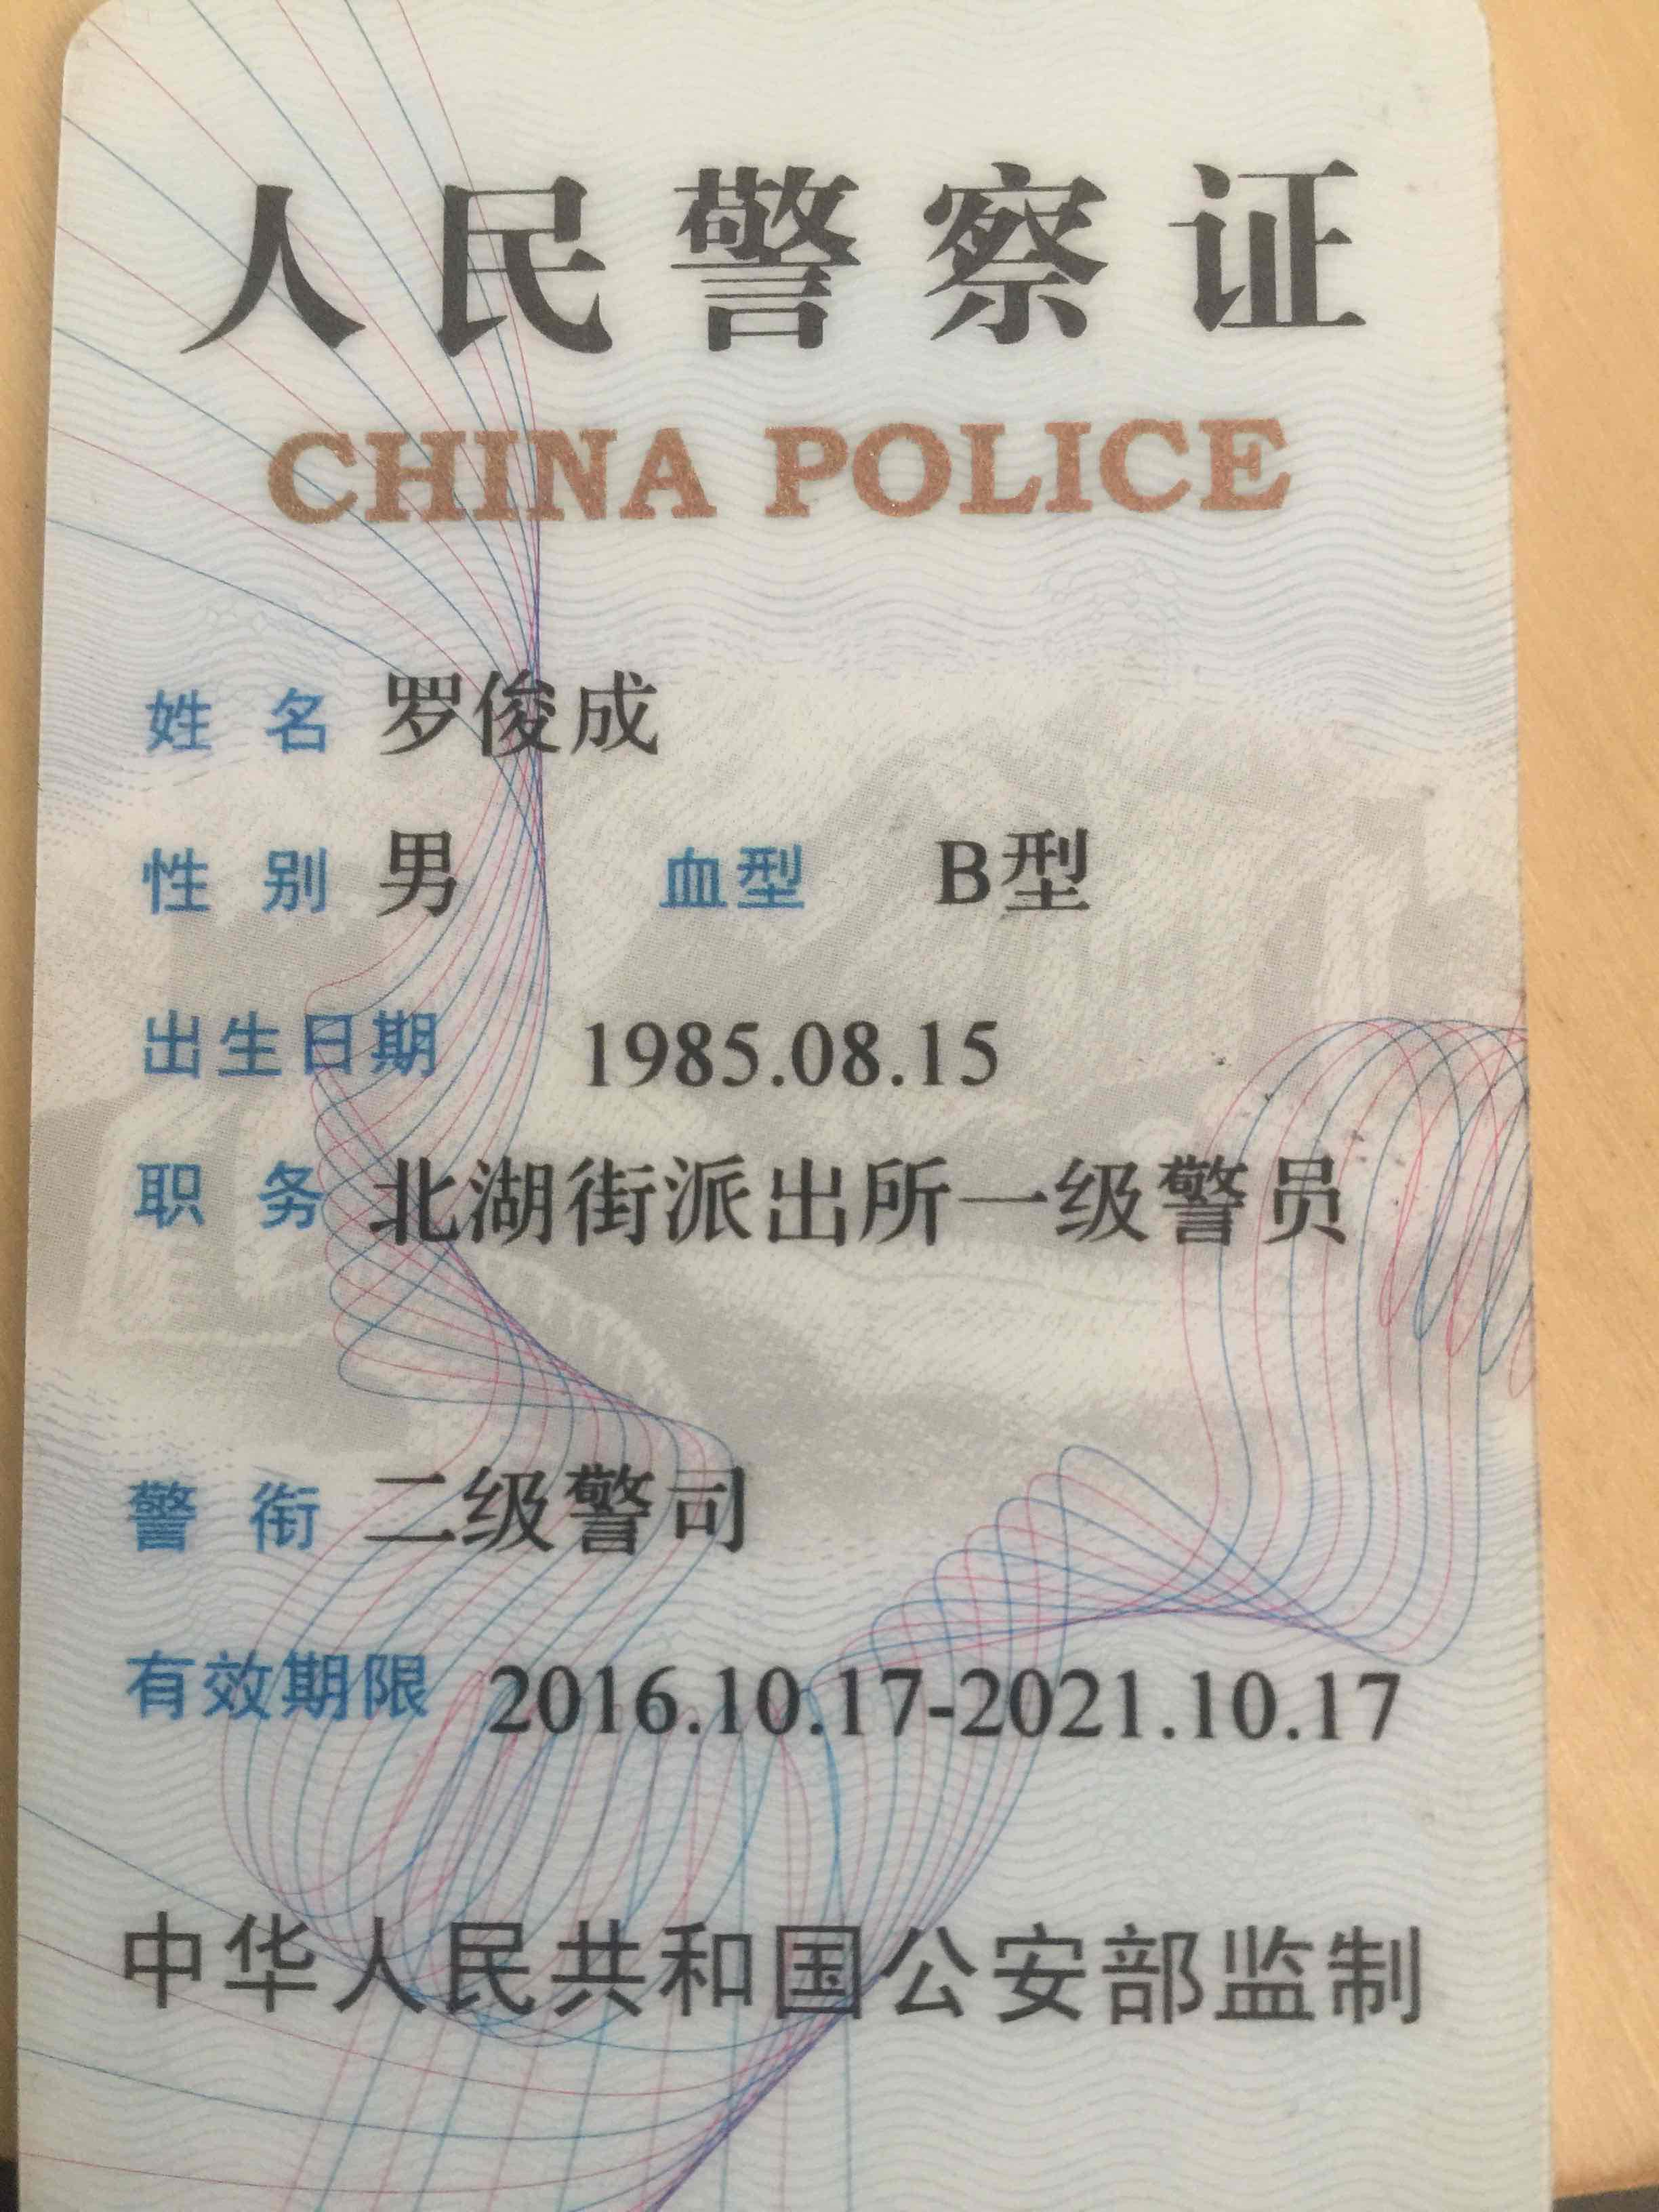 人民警察证
CHINA POLICE
姓名 罗俊成
性别 男 血型 B型
出生日期 1985.08.15
职务 北湖街派出所一级警员
警衔 二级警司
有效期限 2016.10.17-2021.10.17
中华人民共和国公安部监制